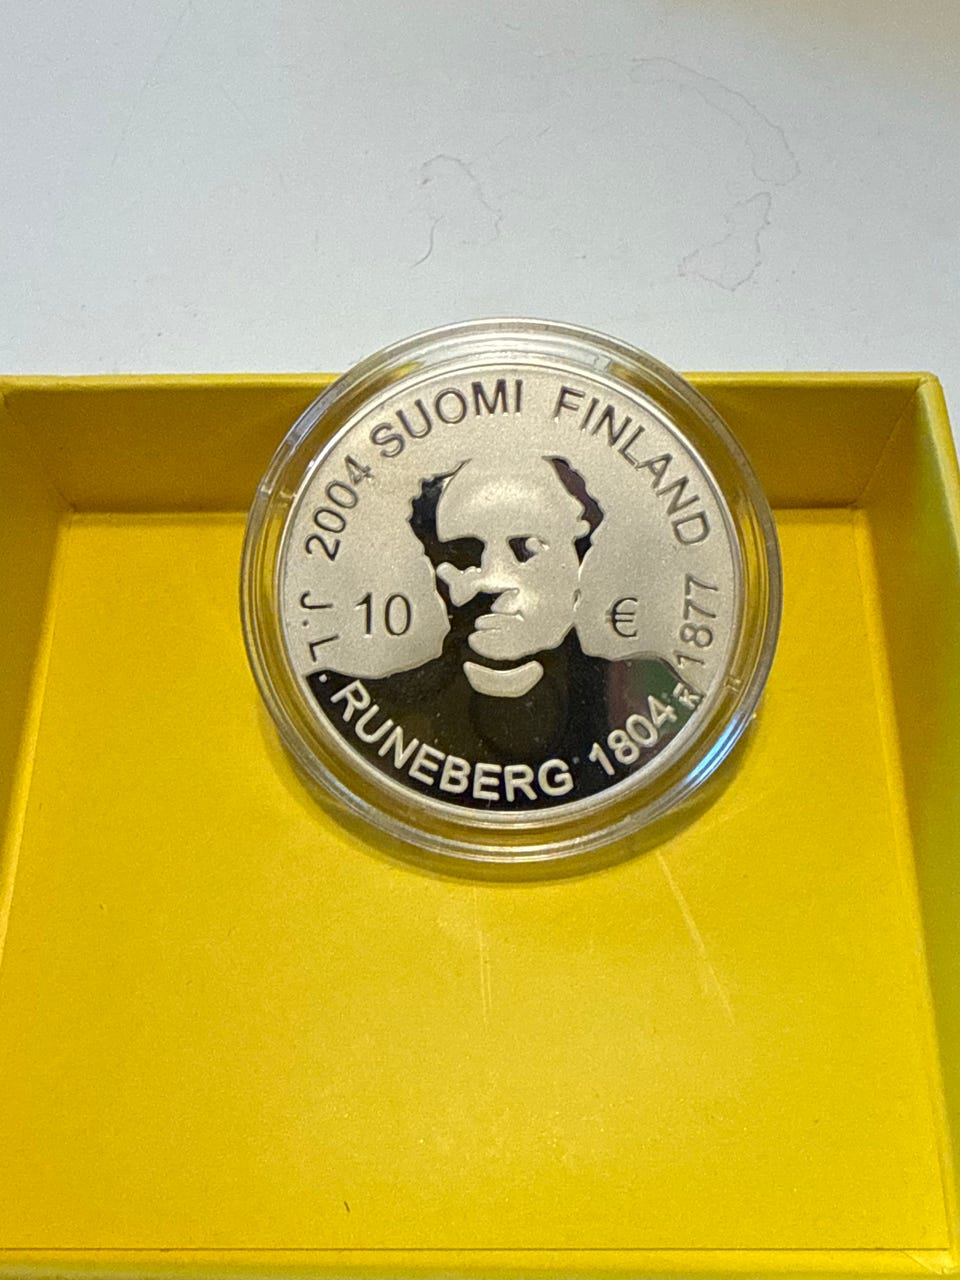 2004 SUOMI FINLAND
10 €
J.L. RUNEBERG 1804 1877